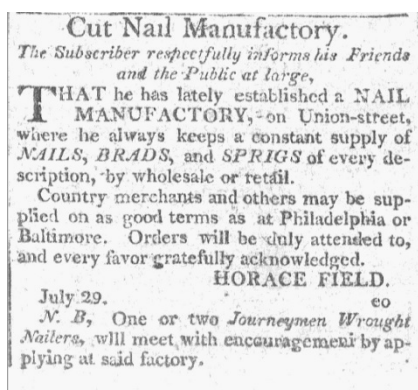 Cut Nail Manufactory.
The Subscriber respectfully informs his Friends
and the Public at large,
THAT he has lately established a NAIL
MANUFACTORY, on Union-street,
where he always keeps a constant supply of
NAILS, BRADS, and SPRIGS of every de-
scription, by wholesale or retail.
Country merchants and others may be sup-
plied on as good terms as at Philadelphia or
Baltimore. Orders will be duly attended to,
and every favor gratefully acknowledged.
HORACE FIELD.
July 29. eo
N. B, One or two Journeymen Wrought
Nailers, will meet with encouragement by ap-
plying at said factory.